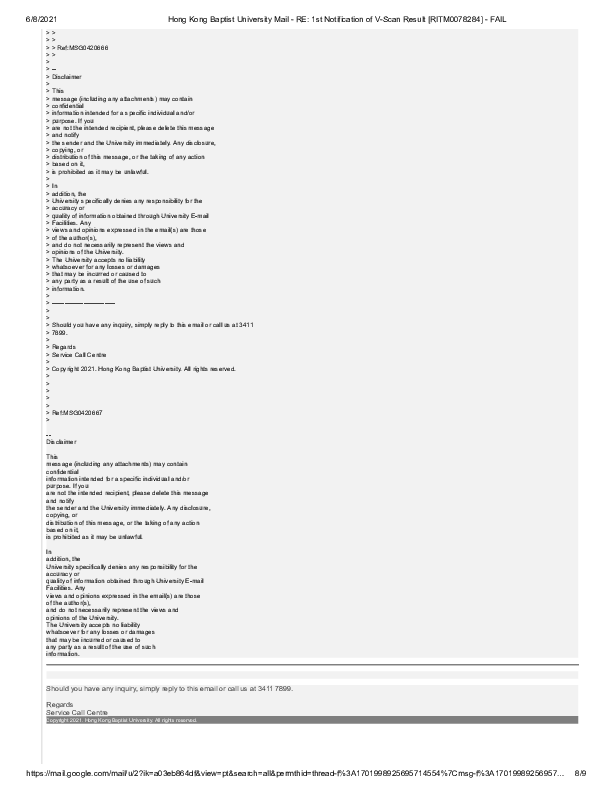 6/8/2021
Hong Kong Baptist University Mail - RE: 1st Notification of V-Scan Result [RITM0078284] - FAIL
> >
> >
> > Ref:MSG0420666
> >
>
> --
> Disclaimer
>
> This
> message (including any attachments) may contain
> confidential
> information intended for a specific individual and/or
> purpose. If you
> are not the intended recipient, please delete this message
> and notify
> the sender and the University immediately. Any disclosure,
> copying, or
> distribution of this message, or the taking of any action
> based on it,
> is prohibited as it may be unlawful.
>
> In
> addition, the
> University specifically denies any responsibility for the
> accuracy or
> quality of information obtained through University E-mail
> Facilities. Any
> views and opinions expressed in the email(s) are those
> of the author(s),
> and do not necessarily represent the views and
> opinions of the University.
> The University accepts no liability
> whatsoever for any losses or damages
> that may be incurred or caused to
> any party as a result of the use of such
> information.
>
> ————————————
>
>
> Should you have any inquiry, simply reply to this email or call us at 3411
> 7899.
>
> Regards
> Service Call Centre
>
> Copyright 2021. Hong Kong Baptist University. All rights reserved.
>
>
>
>
>
> Ref:MSG0420667
>

--
Disclaimer

This
message (including any attachments) may contain
confidential
information intended for a specific individual and/or
purpose. If you
are not the intended recipient, please delete this message
and notify
the sender and the University immediately. Any disclosure,
copying, or
distribution of this message, or the taking of any action
based on it,
is prohibited as it may be unlawful.

In
addition, the
University specifically denies any responsibility for the
accuracy or
quality of information obtained through University E-mail
Facilities. Any
views and opinions expressed in the email(s) are those
of the author(s),
and do not necessarily represent the views and
opinions of the University.
The University accepts no liability
whatsoever for any losses or damages
that may be incurred or caused to
any party as a result of the use of such
information.

Should you have any inquiry, simply reply to this email or call us at 3411 7899.

Regards
Service Call Centre
Copyright 2021. Hong Kong Baptist University. All rights reserved.
https://mail.google.com/mail/u/2?ik=a03eb864df&view=pt&search=all&permthid=thread-f%3A1701998925695714554%7Cmsg-f%3A17019989256957…
8/9